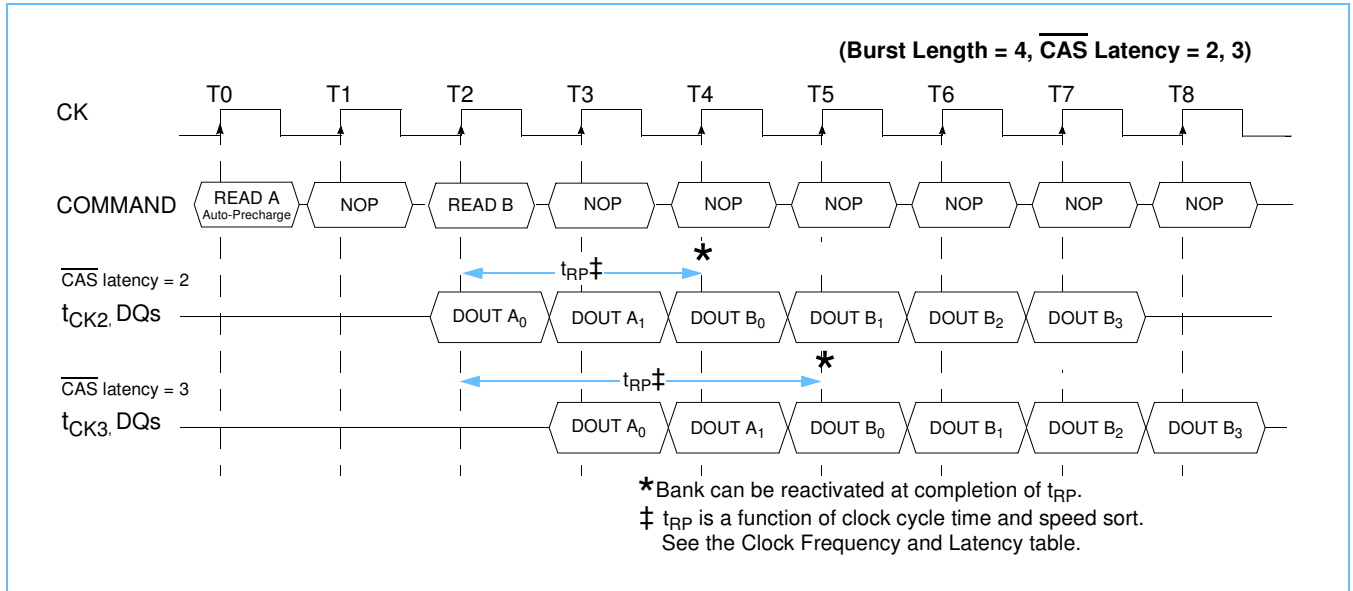 (Burst Length = 4, CAS Latency = 2, 3)
T0 T1 T2 T3 T4 T5 T6 T7 T8
CK
COMMAND READ A Auto-Precharge NOP READ B NOP NOP NOP NOP NOP NOP
*
tRP‡
CAS latency = 2
tCK2, DQs DOUT A0 DOUT A1 DOUT B0 DOUT B1 DOUT B2 DOUT B3
*
tRP‡
CAS latency = 3
tCK3, DQs DOUT A0 DOUT A1 DOUT B0 DOUT B1 DOUT B2 DOUT B3
*Bank can be reactivated at completion of tRP.
‡ tRP is a function of clock cycle time and speed sort.
See the Clock Frequency and Latency table.